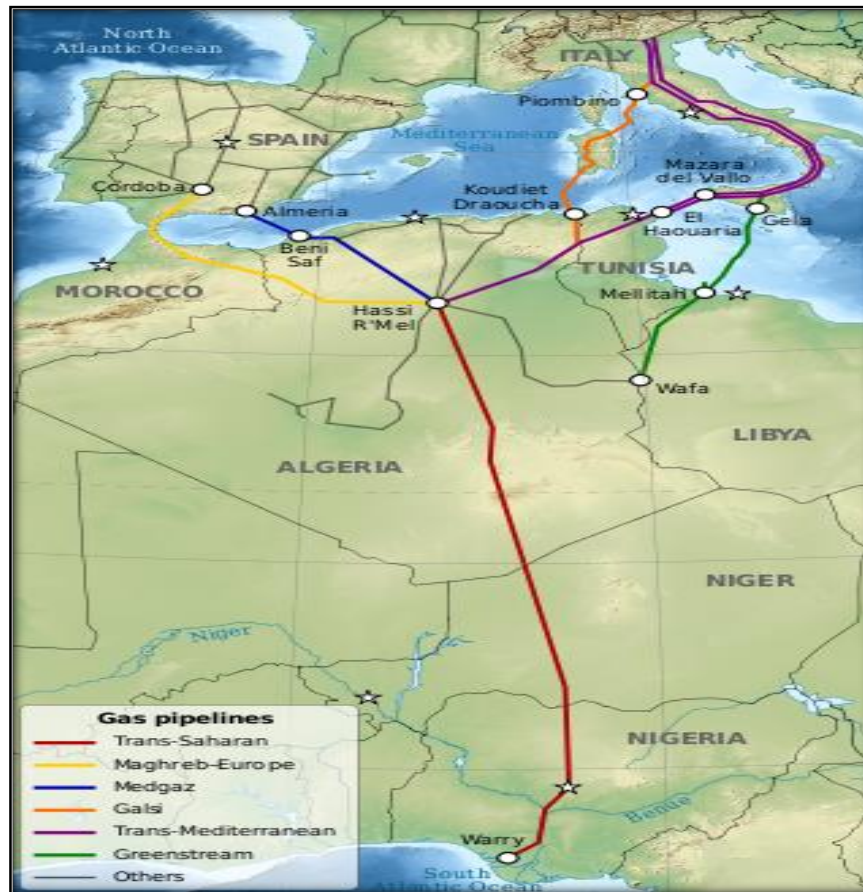 North
Atlantic Ocean
ITALY
Piombino
SPAIN
Mediterranean
Sea
Mazara
del Vallo
Cordoba
Koudiet
Draoucha
Almeria
El
Haouaria
Gela
Beni
Saf
TUNISIA
MOROCCO
Mellitah
Hassi
R'Mel
Wafa
LIBYA
ALGERIA
NIGER
Niger
Gas pipelines
Trans-Saharan
Maghreb-Europe
Medgaz
Galsi
Trans-Mediterranean
Greenstream
Others
NIGERIA
Benue
Warry
South
Atlantic Ocean